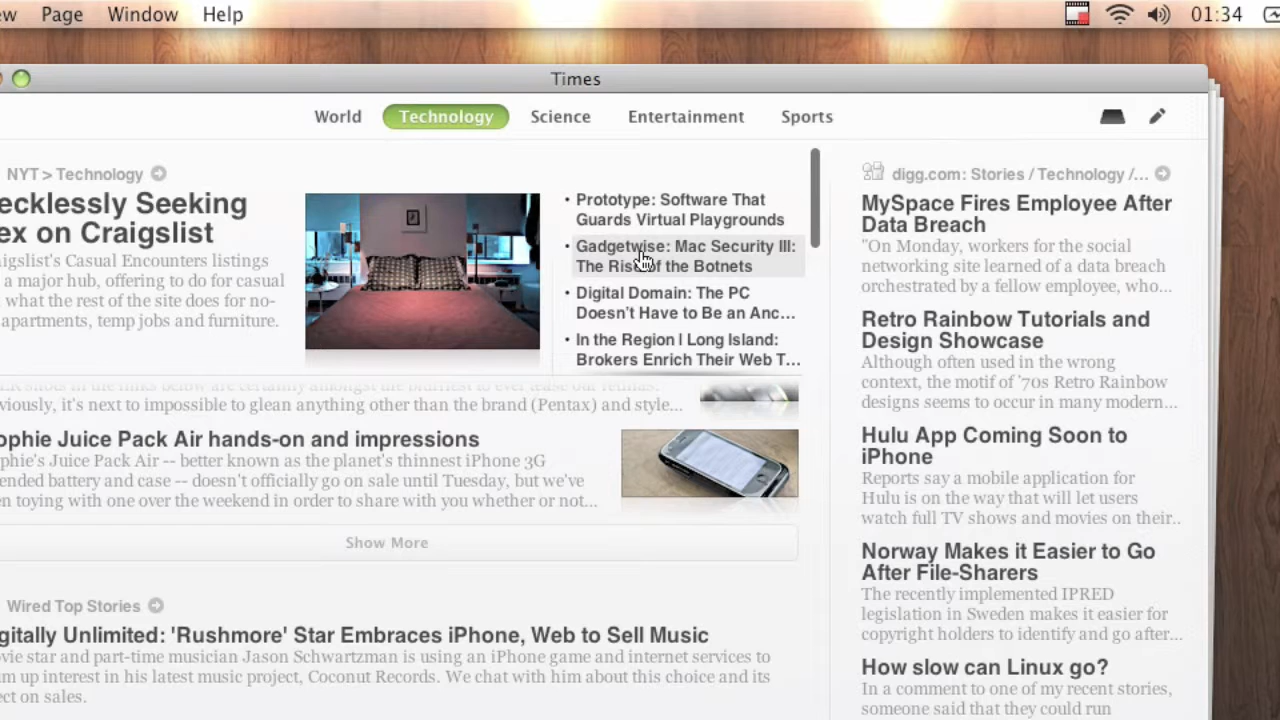 Page Window Help 01:34
Times
World Technology Science Entertainment Sports
NYT > Technology
ecklessly Seeking
ex on Craigslist
aigslist's Casual Encounters listings
a major hub, offering to do for casual
what the rest of the site does for no-
apartments, temp jobs and furniture.
• Prototype: Software That
Guards Virtual Playgrounds
• Gadgetwise: Mac Security III:
The Rise of the Botnets
• Digital Domain: The PC
Doesn't Have to Be an Anc...
• In the Region | Long Island:
Brokers Enrich Their Web T...
viously, it's next to impossible to glean anything other than the brand (Pentax) and style...
ophie Juice Pack Air hands-on and impressions
phie's Juice Pack Air -- better known as the planet's thinnest iPhone 3G
ended battery and case -- doesn't officially go on sale until Tuesday, but we've
en toying with one over the weekend in order to share with you whether or not...
Show More
Wired Top Stories
gitally Unlimited: 'Rushmore' Star Embraces iPhone, Web to Sell Music
vie star and part-time musician Jason Schwartzman is using an iPhone game and internet services to
um up interest in his latest music project, Coconut Records. We chat with him about this choice and its
ect on sales.
digg.com: Stories / Technology /...
MySpace Fires Employee After
Data Breach
"On Monday, workers for the social
networking site learned of a data breach
orchestrated by a fellow employee, who...
Retro Rainbow Tutorials and
Design Showcase
Although often used in the wrong
context, the motif of '70s Retro Rainbow
designs seems to occur in many modern...
Hulu App Coming Soon to
iPhone
Reports say a mobile application for
Hulu is on the way that will let users
watch full TV shows and movies on their..
Norway Makes it Easier to Go
After File-Sharers
The recently implemented IPRED
legislation in Sweden makes it easier for
copyright holders to identify and go after...
How slow can Linux go?
In a comment to one of my recent stories,
someone said that they could run